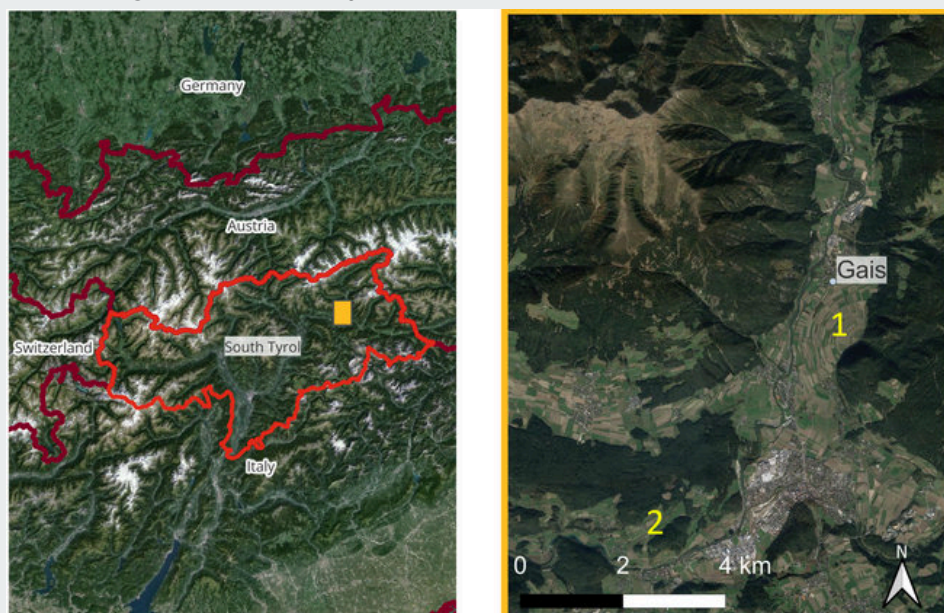 Germany
Austria
Switzerland
South Tyrol
Italy
Gais
1
2
0 2 4 km
N